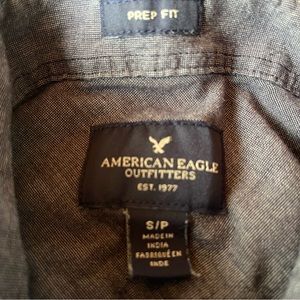 PREP FIT
AMERICAN EAGLE
OUTFITTERS
EST. 1977
S/P
MADE IN
INDIA
FABRIQUÉ EN
INDE